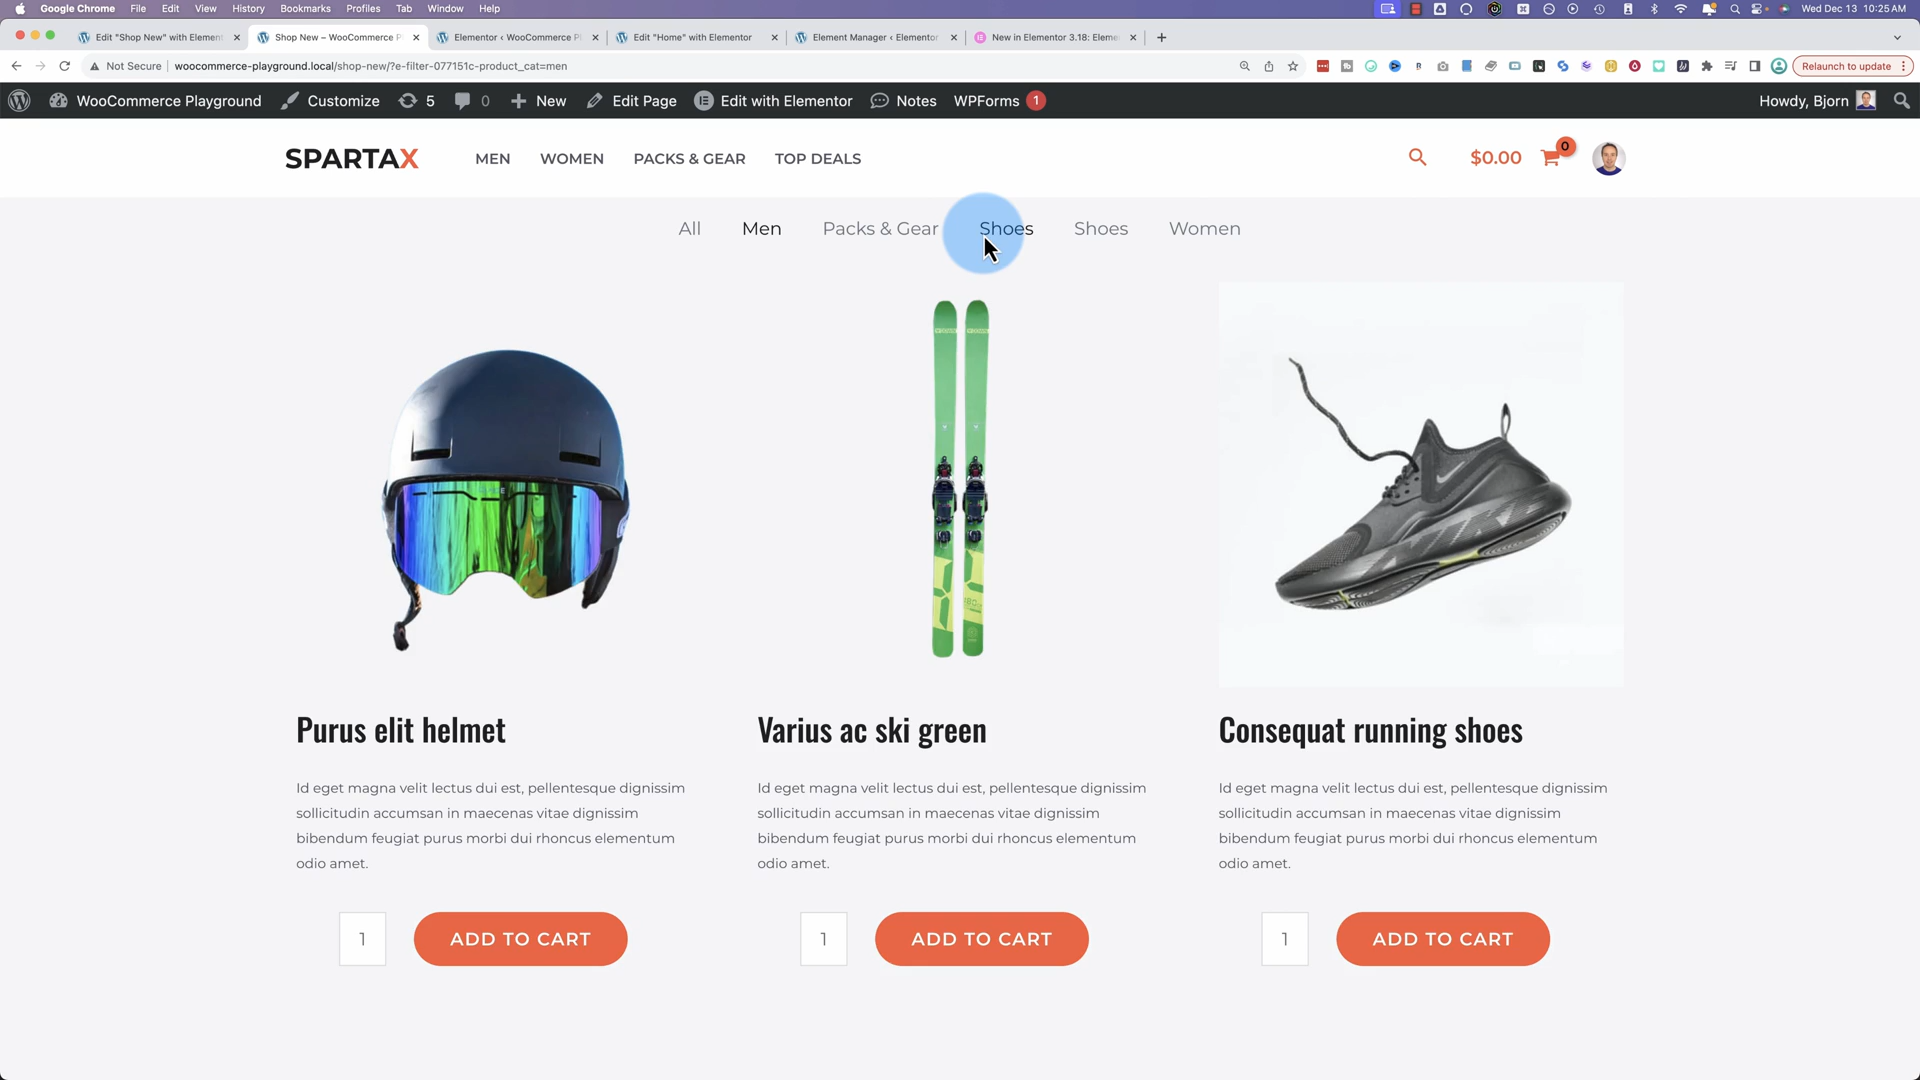 Google Chrome File Edit View History Bookmarks Profiles Tab Window Help Wed Dec 13 10:25 AM
Edit "Shop New" with Element Shop New – WooCommerce P Elementor ‹ WooCommerce Pl Edit "Home" with Elementor Element Manager ‹ Elementor New in Elementor 3.18: Eleme
Not Secure woocommerce-playground.local/shop-new/?e-filter-077151c-product_cat=men Relaunch to update
WooCommerce Playground Customize 5 0 New Edit Page Edit with Elementor Notes WPForms 1 Howdy, Bjorn
SPARTAX MEN WOMEN PACKS & GEAR TOP DEALS $0.00 0
All Men Packs & Gear Shoes Shoes Women
Purus elit helmet
Id eget magna velit lectus dui est, pellentesque dignissim
sollicitudin accumsan in maecenas vitae dignissim
bibendum feugiat purus morbi dui rhoncus elementum
odio amet.
1 ADD TO CART
Varius ac ski green
Id eget magna velit lectus dui est, pellentesque dignissim
sollicitudin accumsan in maecenas vitae dignissim
bibendum feugiat purus morbi dui rhoncus elementum
odio amet.
1 ADD TO CART
Consequat running shoes
Id eget magna velit lectus dui est, pellentesque dignissim
sollicitudin accumsan in maecenas vitae dignissim
bibendum feugiat purus morbi dui rhoncus elementum
odio amet.
1 ADD TO CART